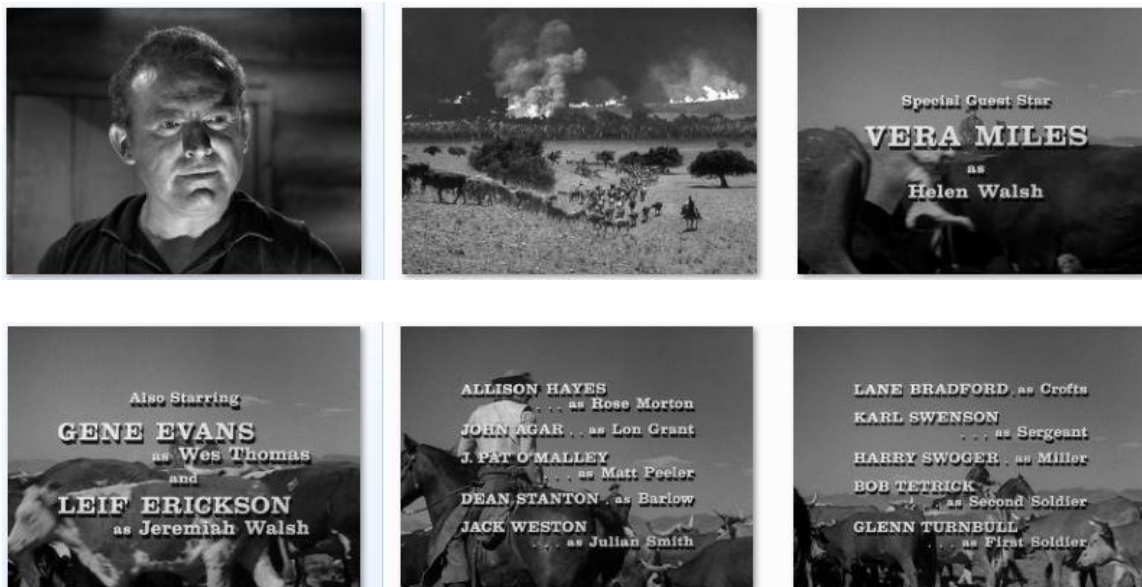 Special Guest Star
VERA MILES
as
Helen Walsh
Also Starring
GENE EVANS
as Wes Thomas
and
LEIF ERICKSON
as Jeremiah Walsh
ALLISON HAYES
. . . as Rose Morton
JOHN AGAR . . as Lon Grant
J. PAT O'MALLEY
. . . as Matt Peeler
DEAN STANTON . as Barlow
JACK WESTON
. . . as Julian Smith
LANE BRADFORD . as Crofts
KARL SWENSON
. . . as Sergeant
HARRY SWOGER . as Miller
BOB TETRICK
. as Second Soldier
GLENN TURNBULL
. . as First Soldier